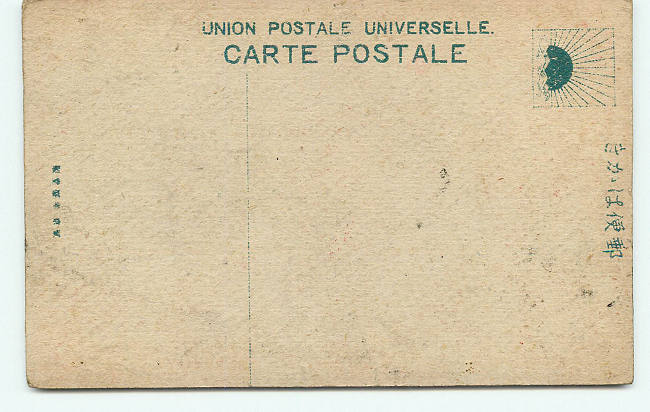 UNION POSTALE UNIVERSELLE.
CARTE POSTALE
きかは便郵